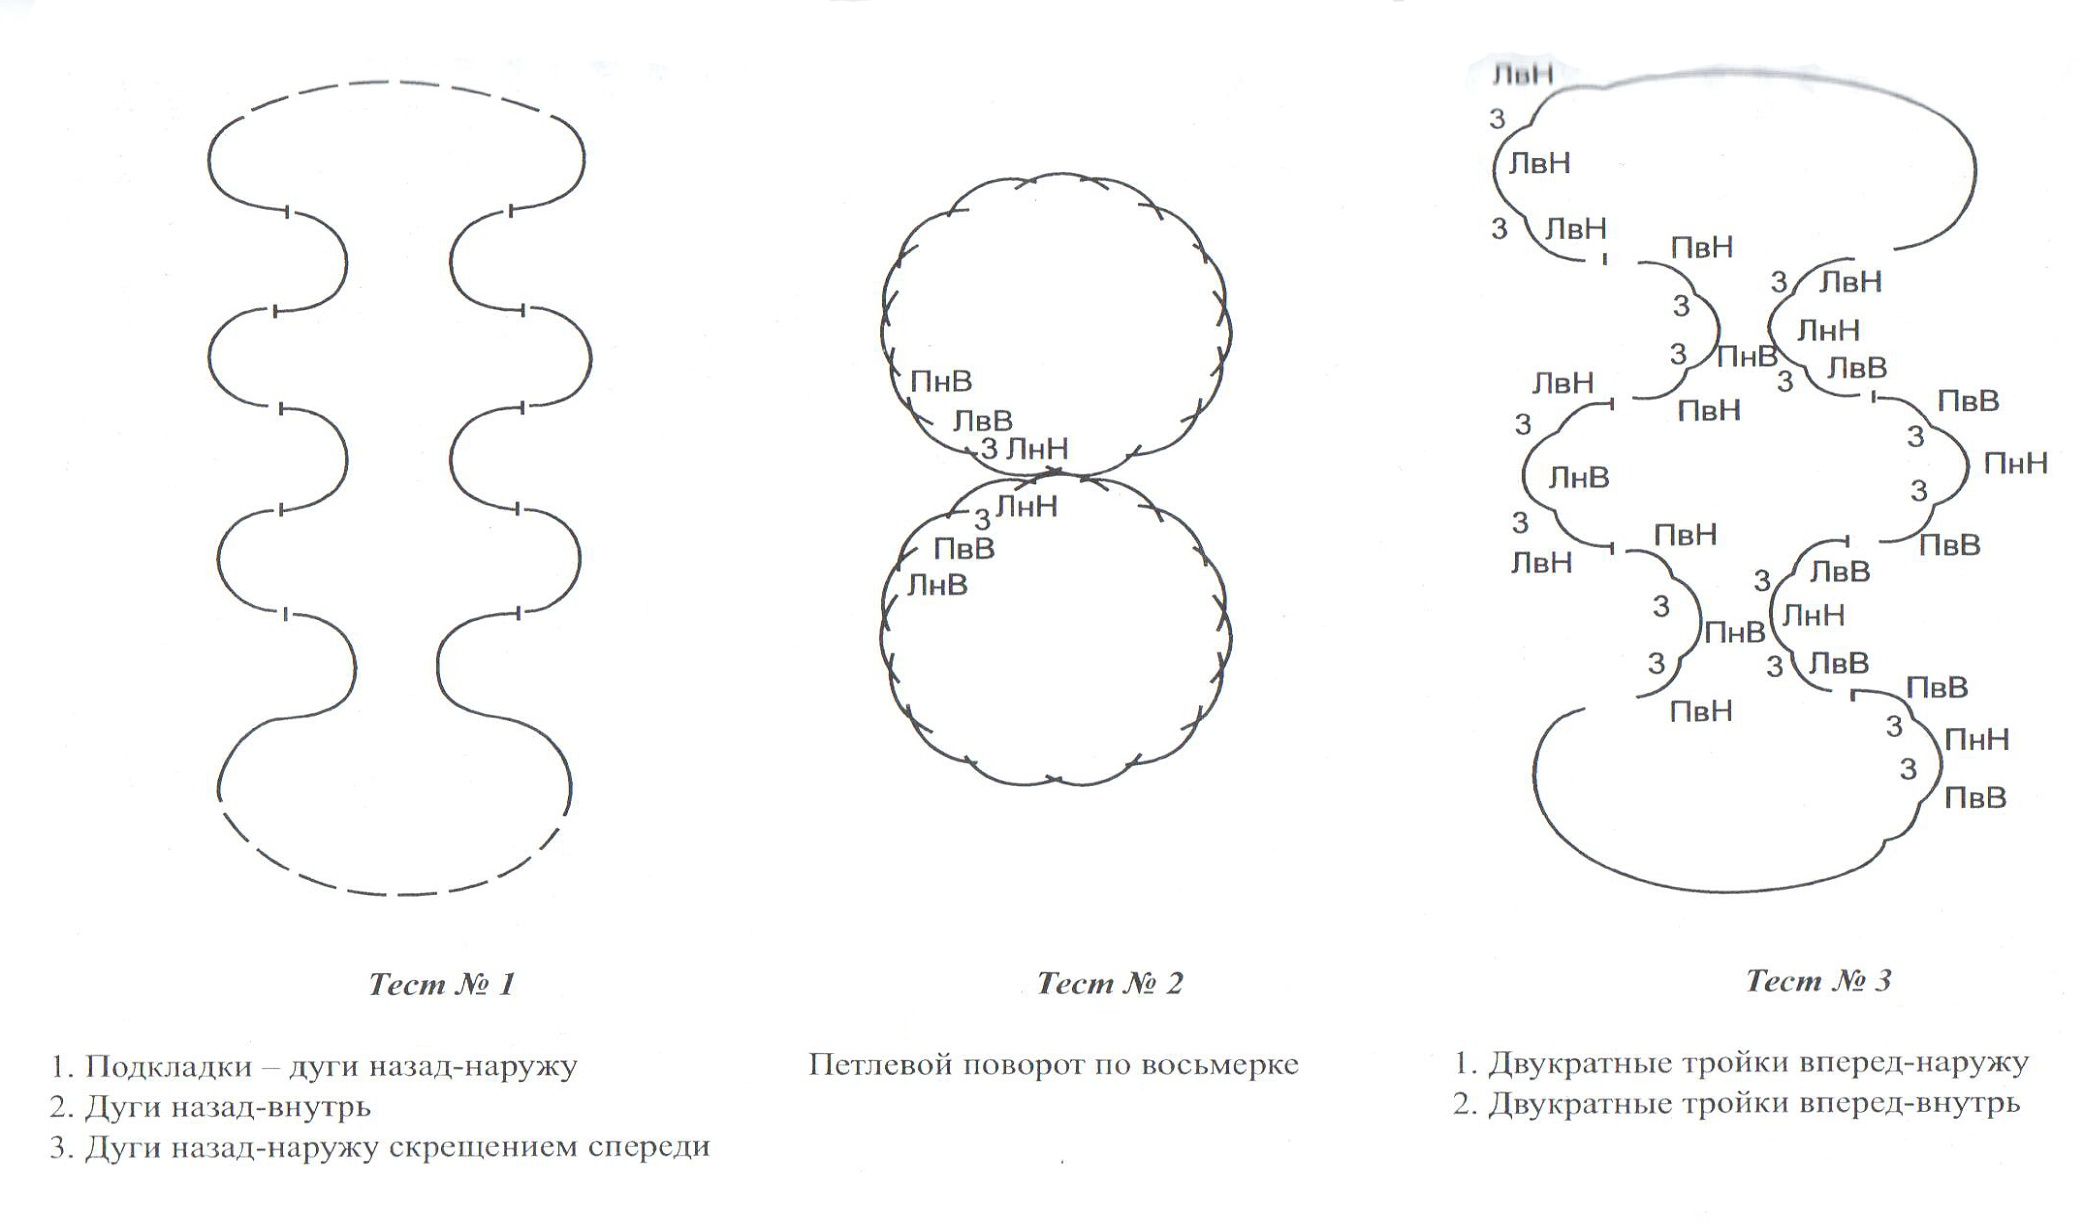 ПнВ
ЛвВ
3 ЛнН
ЛнН
3
ПвВ
ЛнВ
ЛвН
3
ЛвН
3 ЛвН
ПвН
3
3
ПнВ
ПвН
3 ЛвН
ЛнН
ЛвВ
3
ЛвН
3
ЛнВ
3
ЛвН
ПвВ
3
ПнН
3
ПвВ
ПвН
3
ПнВ
3
ПвН
3 ЛвВ
ЛнН
3 ЛвВ
ПвВ
3
ПнН
3
ПвВ
Тест № 1
1. Подкладки – дуги назад-наружу
2. Дуги назад-внутрь
3. Дуги назад-наружу скрещением спереди
Тест № 2
Петлевой поворот по восьмерке
Тест № 3
1. Двукратные тройки вперед-наружу
2. Двукратные тройки вперед-внутрь